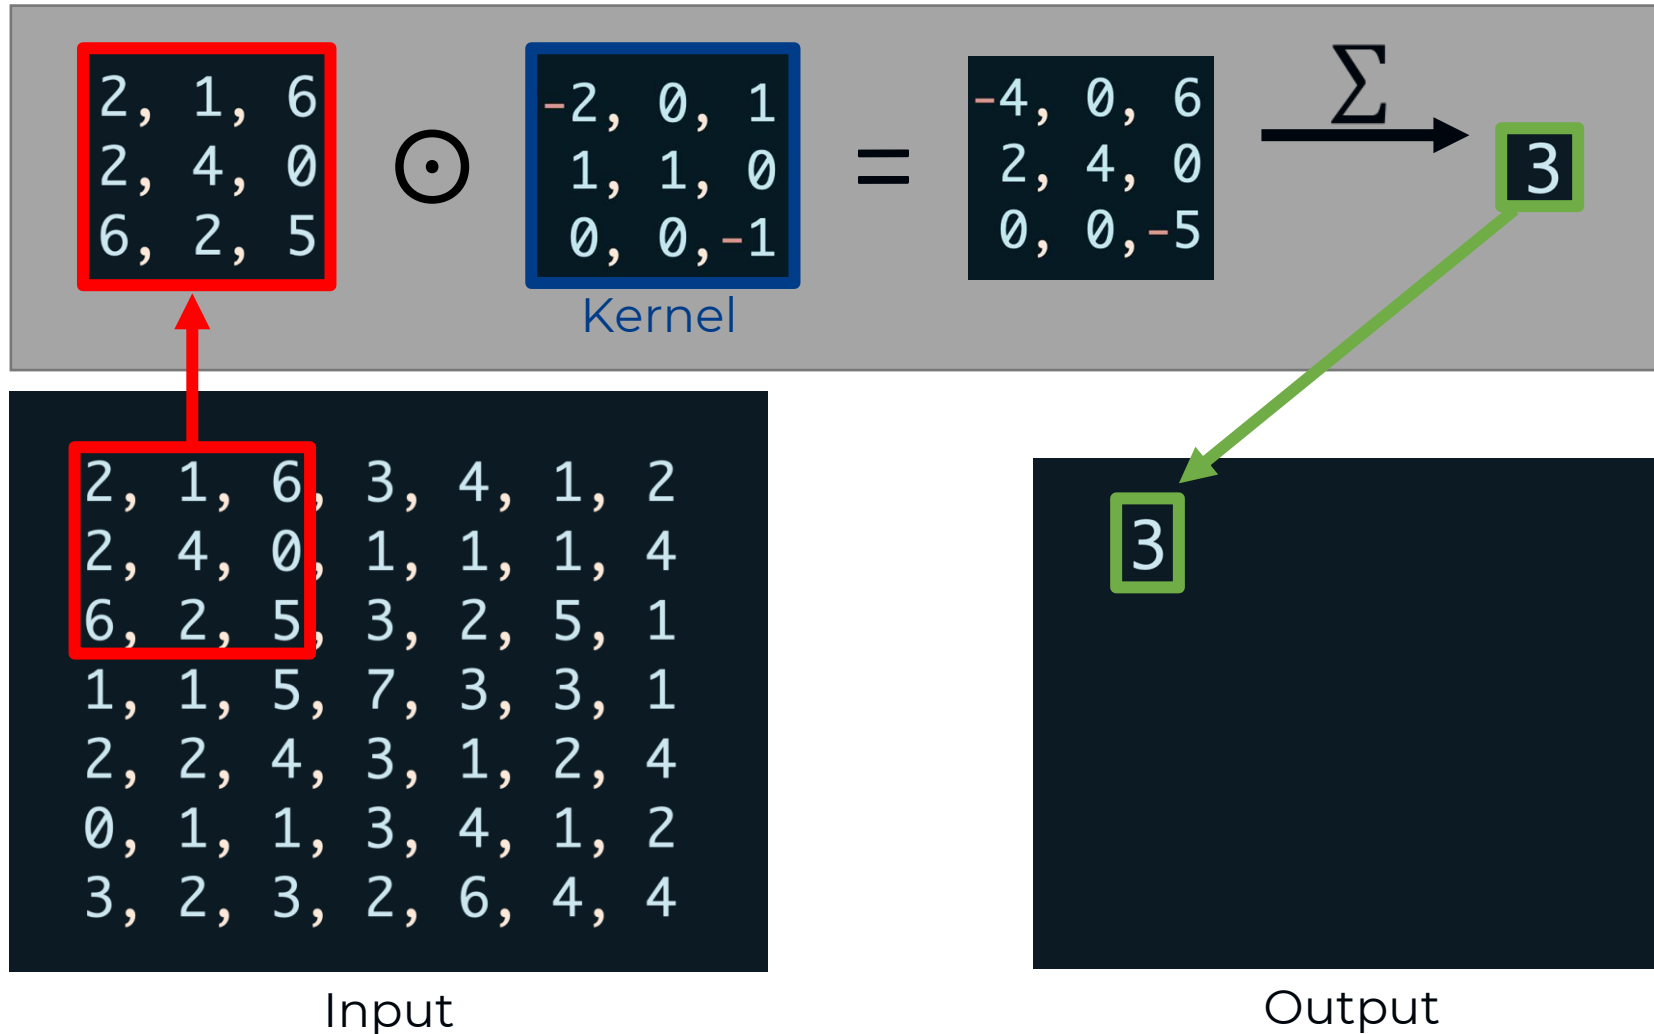 2, 1, 6
2, 4, 0
6, 2, 5
⊙
-2, 0, 1
1, 1, 0
0, 0,-1
Kernel
=
-4, 0, 6
2, 4, 0
0, 0,-5
∑
3
2, 1, 6, 3, 4, 1, 2
2, 4, 0, 1, 1, 1, 4
6, 2, 5, 3, 2, 5, 1
1, 1, 5, 7, 3, 3, 1
2, 2, 4, 3, 1, 2, 4
0, 1, 1, 3, 4, 1, 2
3, 2, 3, 2, 6, 4, 4
Input
3
Output